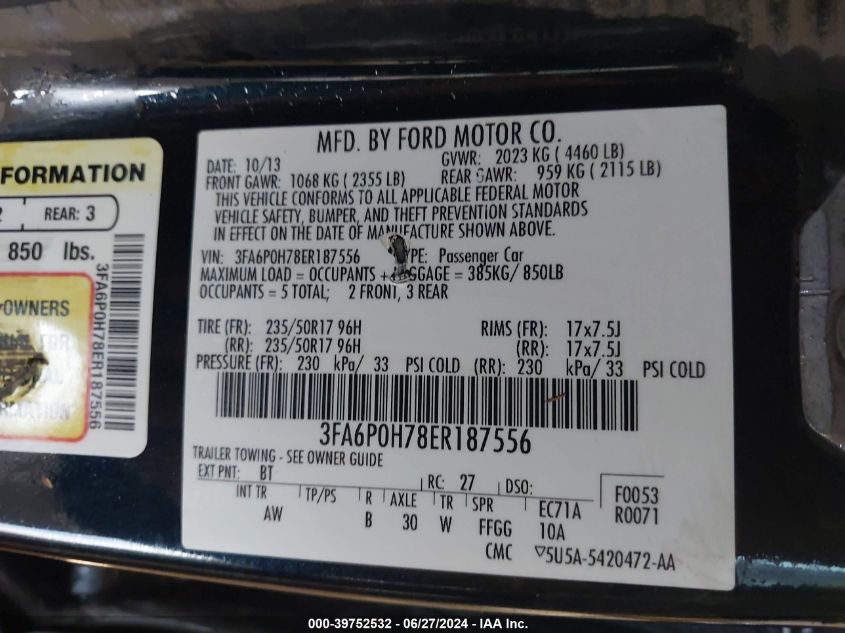 FORMATION
2 REAR: 3
850 lbs.
OWNERS
3FA6P0H78ER187556
MFD. BY FORD MOTOR CO.
DATE: 10/13 GVWR: 2023 KG ( 4460 LB)
FRONT GAWR: 1068 KG ( 2355 LB) REAR GAWR: 959 KG ( 2115 LB)
THIS VEHICLE CONFORMS TO ALL APPLICABLE FEDERAL MOTOR
VEHICLE SAFETY, BUMPER, AND THEFT PREVENTION STANDARDS
IN EFFECT ON THE DATE OF MANUFACTURE SHOWN ABOVE.
VIN: 3FA6P0H78ER187556 TYPE: Passenger Car
MAXIMUM LOAD = OCCUPANTS + LUGGAGE = 385KG/ 850LB
OCCUPANTS = 5 TOTAL; 2 FRONT, 3 REAR
TIRE (FR): 235/50R17 96H RIMS (FR): 17x7.5J
(RR): 235/50R17 96H (RR): 17x7.5J
PRESSURE (FR): 230 kPa/ 33 PSI COLD (RR): 230 kPa/ 33 PSI COLD
3FA6P0H78ER187556
TRAILER TOWING - SEE OWNER GUIDE
EXT PNT: BT RC: 27 DSO:
INT TR TP/PS R AXLE TR SPR EC71A F0053
AW B 30 W FFGG 10A R0071
CMC ▽5U5A-5420472-AA
000-39752532 - 06/27/2024 - IAA Inc.